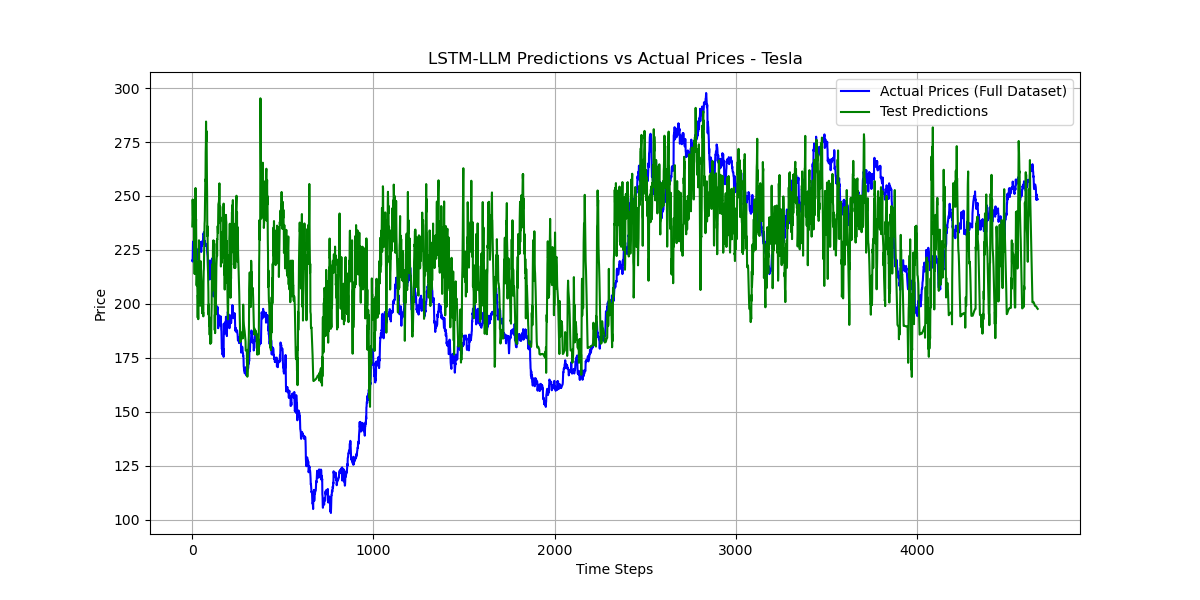 LSTM-LLM Predictions vs Actual Prices - Tesla
Actual Prices (Full Dataset)
Test Predictions
300
275
250
225
200
175
150
125
100
Price
0 1000 2000 3000 4000
Time Steps